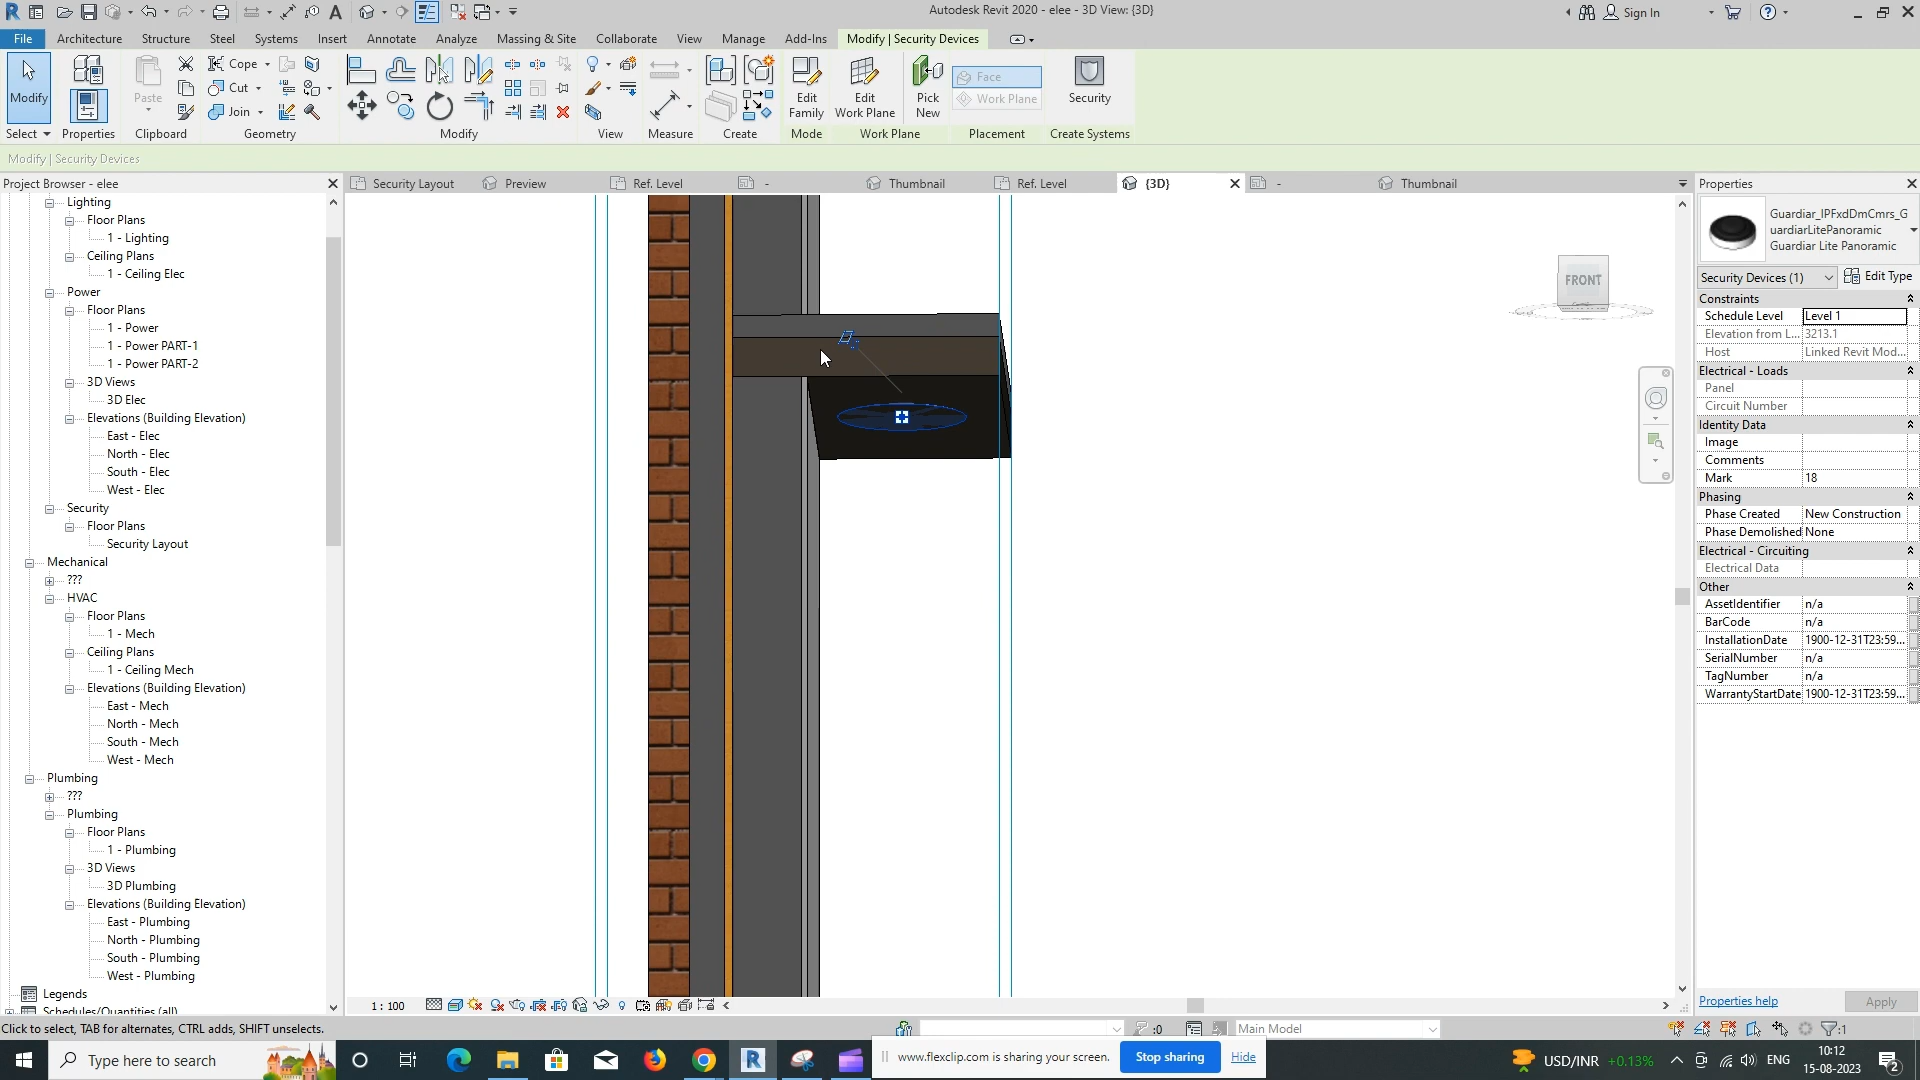 Autodesk Revit 2020 - elee - 3D View: {3D}
Sign In
File Architecture Structure Steel Systems Insert Annotate Analyze Massing & Site Collaborate View Manage Add-Ins Modify | Security Devices
Modify
Paste
Cope
Cut
Join
Edit Family
Edit Work Plane
Pick New
Face
Work Plane
Security
Select Properties Clipboard Geometry Modify View Measure Create Mode Work Plane Placement Create Systems
Modify | Security Devices
Project Browser - elee
Security Layout Preview Ref. Level - Thumbnail Ref. Level {3D} - Thumbnail
Lighting
Floor Plans
1 - Lighting
Ceiling Plans
1 - Ceiling Elec
Power
Floor Plans
1 - Power
1 - Power PART-1
1 - Power PART-2
3D Views
3D Elec
Elevations (Building Elevation)
East - Elec
North - Elec
South - Elec
West - Elec
Security
Floor Plans
Security Layout
Mechanical
???
HVAC
Floor Plans
1 - Mech
Ceiling Plans
1 - Ceiling Mech
Elevations (Building Elevation)
East - Mech
North - Mech
South - Mech
West - Mech
Plumbing
???
Plumbing
Floor Plans
1 - Plumbing
3D Views
3D Plumbing
Elevations (Building Elevation)
East - Plumbing
North - Plumbing
South - Plumbing
West - Plumbing
Legends
Schedules/Quantities (all)
FRONT
Properties
Guardiar_IPFxdDmCmrs_G
uardiarLitePanoramic
Guardiar Lite Panoramic
Security Devices (1) Edit Type
Constraints
Schedule Level Level 1
Elevation from L... 3213.1
Host Linked Revit Mod...
Electrical - Loads
Panel
Circuit Number
Identity Data
Image
Comments
Mark 18
Phasing
Phase Created New Construction
Phase Demolished None
Electrical - Circuiting
Electrical Data
Other
AssetIdentifier n/a
BarCode n/a
InstallationDate 1900-12-31T23:59...
SerialNumber n/a
TagNumber n/a
WarrantyStartDate 1900-12-31T23:59...
Properties help Apply
1 : 100
Click to select, TAB for alternates, CTRL adds, SHIFT unselects.
:0
Main Model
:1
Type here to search
www.flexclip.com is sharing your screen. Stop sharing Hide
USD/INR +0.13%
ENG
10:12
15-08-2023
2